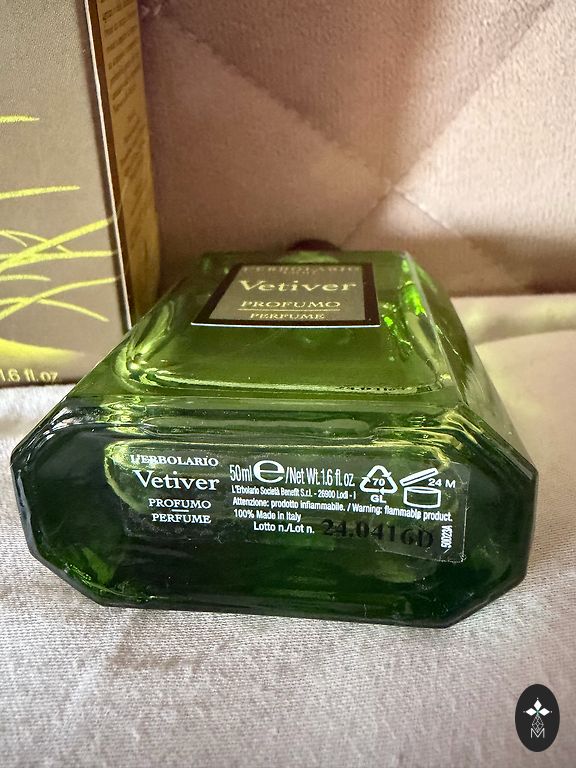 1.6 fl.oz
L'ERBOLARIO
Vetiver
PROFUMO
PERFUME
L'ERBOLARIO
Vetiver
PROFUMO
PERFUME
50ml e/Net Wt. 1.6 fl. oz
L'Erbolario Società Benefit S.r.l. - 26900 Lodi - I
Attenzione: prodotto infiammabile. / Warning: flammable product.
100% Made in Italy
Lotto n./Lot n. 24.0416D
70
GL
24 M
M